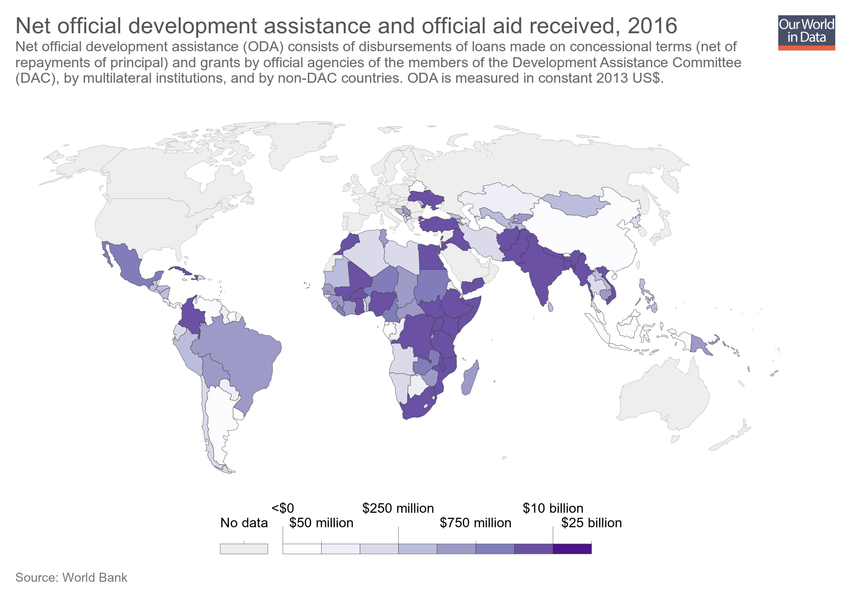 Net official development assistance and official aid received, 2016
Our World
in Data
Net official development assistance (ODA) consists of disbursements of loans made on concessional terms (net of
repayments of principal) and grants by official agencies of the members of the Development Assistance Committee
(DAC), by multilateral institutions, and by non-DAC countries. ODA is measured in constant 2013 US$.
<$0 $250 million $10 billion
No data $50 million $750 million $25 billion
Source: World Bank